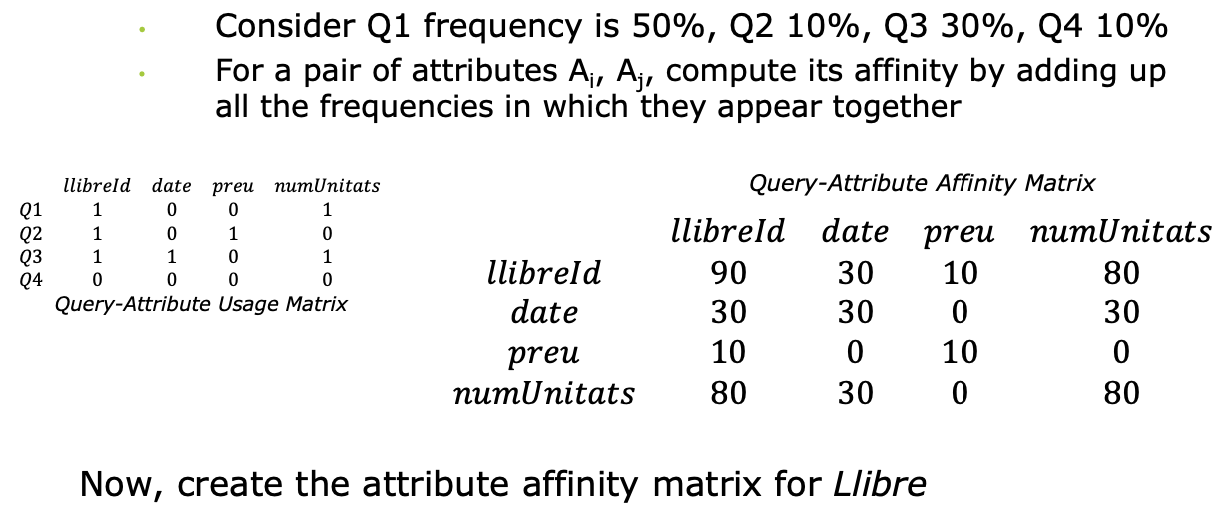 • Consider Q1 frequency is 50%, Q2 10%, Q3 30%, Q4 10%
• For a pair of attributes Ai, Aj, compute its affinity by adding up
all the frequencies in which they appear together
llibreId date preu numUnitats
Q1 1 0 0 1
Q2 1 0 1 0
Q3 1 1 0 1
Q4 0 0 0 0
Query-Attribute Usage Matrix
Query-Attribute Affinity Matrix
llibreId date preu numUnitats
llibreId 90 30 10 80
date 30 30 0 30
preu 10 0 10 0
numUnitats 80 30 0 80
Now, create the attribute affinity matrix for Llibre